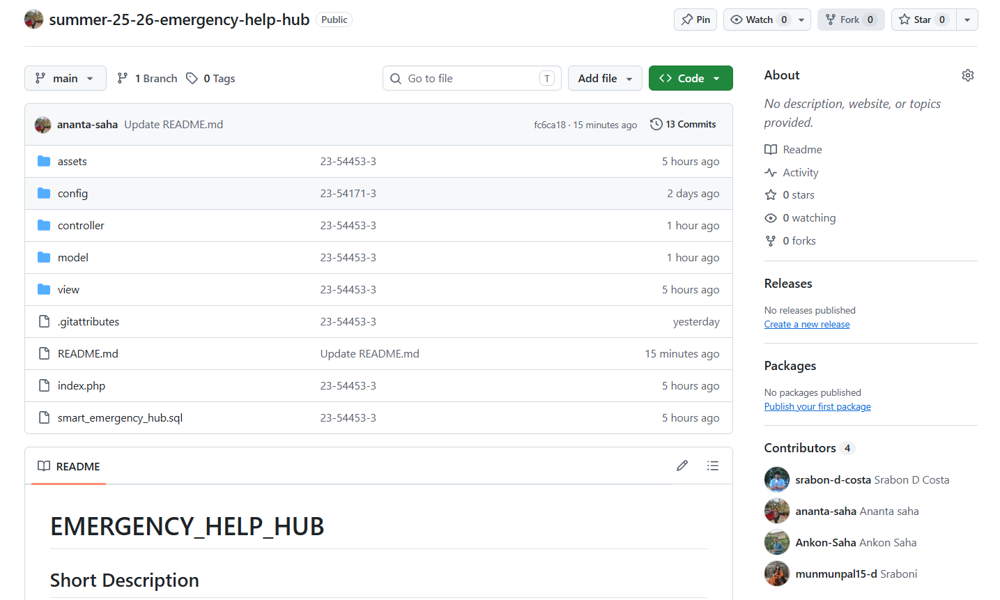 summer-25-26-emergency-help-hub Public Pin Watch 0 Fork 0 Star 0
main 1 Branch 0 Tags Go to file T Add file Code
ananta-saha Update README.md fc6ca18 · 15 minutes ago 13 Commits
assets 23-54453-3 5 hours ago
config 23-54171-3 2 days ago
controller 23-54453-3 1 hour ago
model 23-54453-3 1 hour ago
view 23-54453-3 5 hours ago
.gitattributes 23-54453-3 yesterday
README.md Update README.md 15 minutes ago
index.php 23-54453-3 5 hours ago
smart_emergency_hub.sql 23-54453-3 5 hours ago
README
EMERGENCY_HELP_HUB
Short Description
About
No description, website, or topics
provided.
Readme
Activity
0 stars
0 watching
0 forks
Releases
No releases published
Create a new release
Packages
No packages published
Publish your first package
Contributors 4
srabon-d-costa Srabon D Costa
ananta-saha Ananta saha
Ankon-Saha Ankon Saha
munmunpal15-d Sraboni